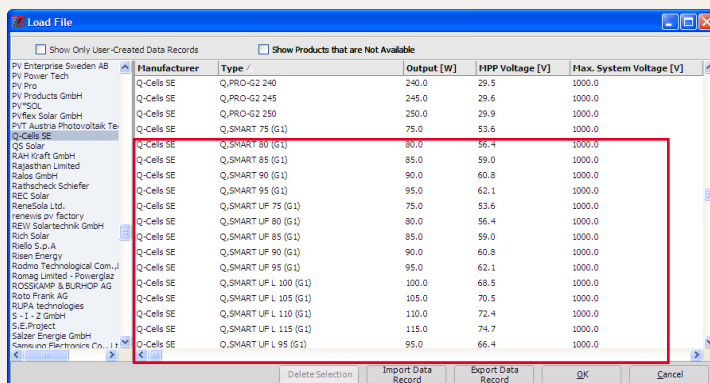 Load File
Show Only User-Created Data Records
Show Products that are Not Available
PV Enterprise Sweden AB
PV Power Tech
PV Pro
PV Products GmbH
PV*SOL
PVflex Solar GmbH
PVT Austria Photovoltaik Te
Q-Cells SE
QS Solar
RAH Kraft GmbH
Rajasthan Limited
Ralos GmbH
Rathscheck Schiefer
REC Solar
ReneSola Ltd.
renewis pv factory
REW Solartechnik GmbH
Rich Solar
Riello S.p.A
Risen Energy
Rodmo Technological Com.,
Romag Limited - Powerglaz
ROSSKAMP & BURHOP AG
Roto Frank AG
RUPA technologies
S - I - Z GmbH
S.E.Project
Salzer Energie GmbH
Samsung Electronics Co., Lt
Manufacturer Type Output [W] MPP Voltage [V] Max. System Voltage [V]
Q-Cells SE Q,PRO-G2 240 240.0 29.5 1000.0
Q-Cells SE Q,PRO-G2 245 245.0 29.6 1000.0
Q-Cells SE Q,PRO-G2 250 250.0 29.9 1000.0
Q-Cells SE Q,SMART 75 (G1) 75.0 53.6 1000.0
Q-Cells SE Q,SMART 80 (G1) 80.0 56.4 1000.0
Q-Cells SE Q,SMART 85 (G1) 85.0 59.0 1000.0
Q-Cells SE Q,SMART 90 (G1) 90.0 60.8 1000.0
Q-Cells SE Q,SMART 95 (G1) 95.0 62.1 1000.0
Q-Cells SE Q,SMART UF 75 (G1) 75.0 53.6 1000.0
Q-Cells SE Q,SMART UF 80 (G1) 80.0 56.4 1000.0
Q-Cells SE Q,SMART UF 85 (G1) 85.0 59.0 1000.0
Q-Cells SE Q,SMART UF 90 (G1) 90.0 60.8 1000.0
Q-Cells SE Q,SMART UF 95 (G1) 95.0 62.1 1000.0
Q-Cells SE Q,SMART UF L 100 (G1) 100.0 68.5 1000.0
Q-Cells SE Q,SMART UF L 105 (G1) 105.0 70.5 1000.0
Q-Cells SE Q,SMART UF L 110 (G1) 110.0 72.4 1000.0
Q-Cells SE Q,SMART UF L 115 (G1) 115.0 74.7 1000.0
Q-Cells SE Q,SMART UF L 95 (G1) 95.0 66.4 1000.0
Delete Selection
Import Data
Record
Export Data
Record
OK
Cancel